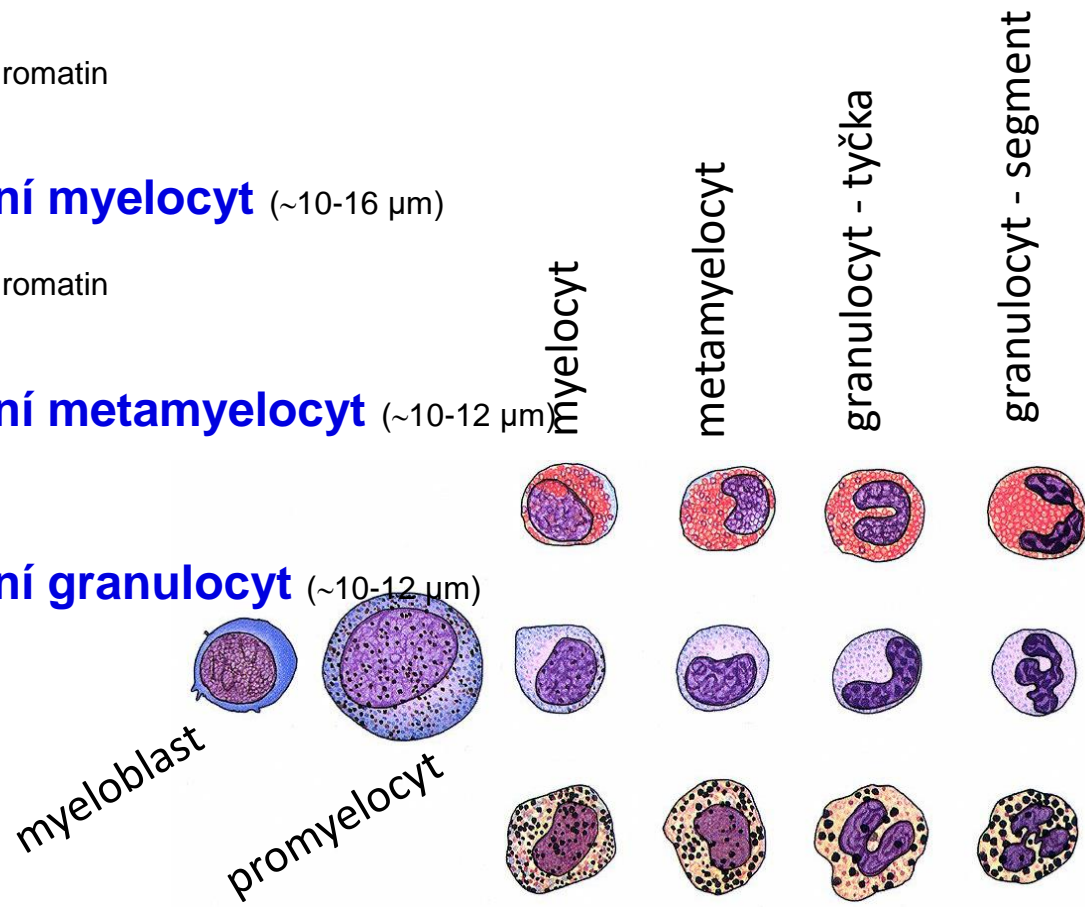 romatin
ní myelocyt (~10-16 µm)
romatin
ní metamyelocyt (~10-12 µm)
ní granulocyt (~10-12 µm)
myelocyt
metamyelocyt
granulocyt - tyčka
granulocyt - segment
myeloblast
promyelocyt